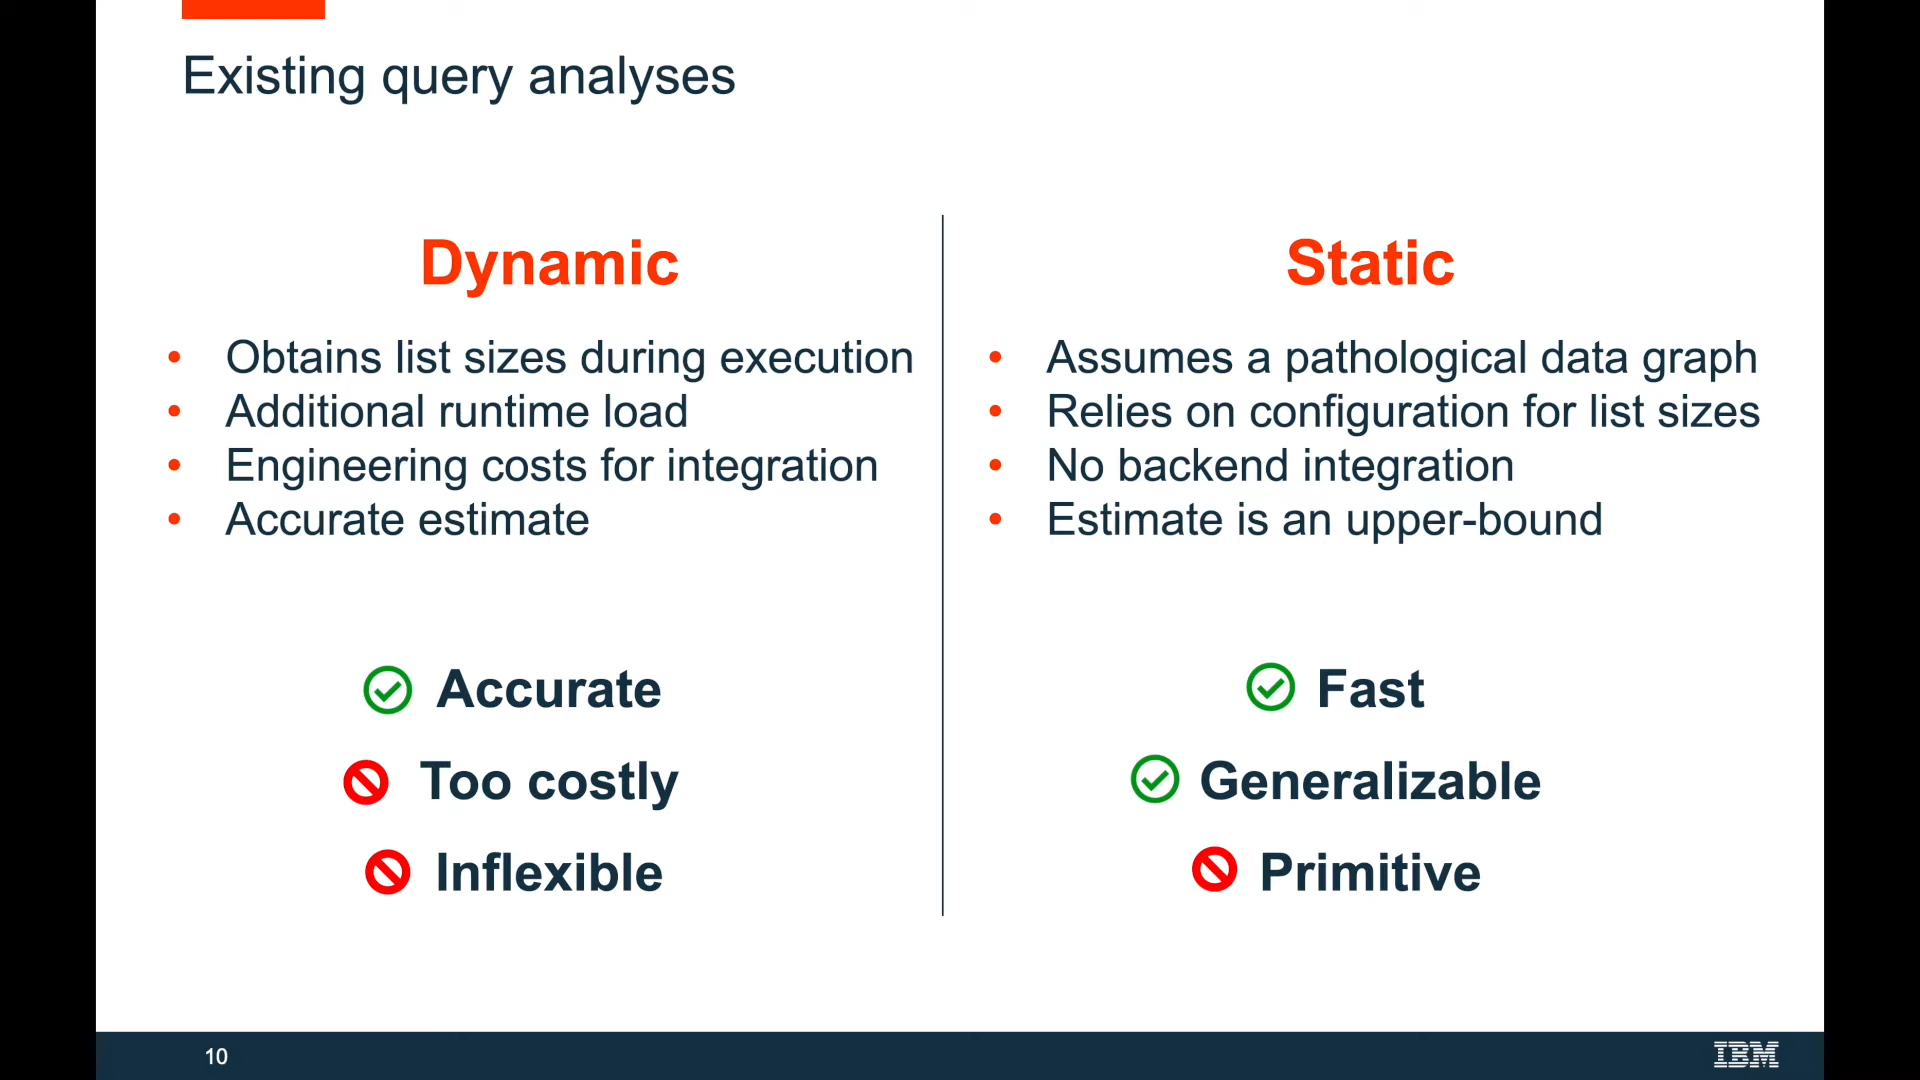 Existing query analyses
Dynamic
• Obtains list sizes during execution
• Additional runtime load
• Engineering costs for integration
• Accurate estimate
Accurate
Too costly
Inflexible
Static
• Assumes a pathological data graph
• Relies on configuration for list sizes
• No backend integration
• Estimate is an upper-bound
Fast
Generalizable
Primitive
10
IBM